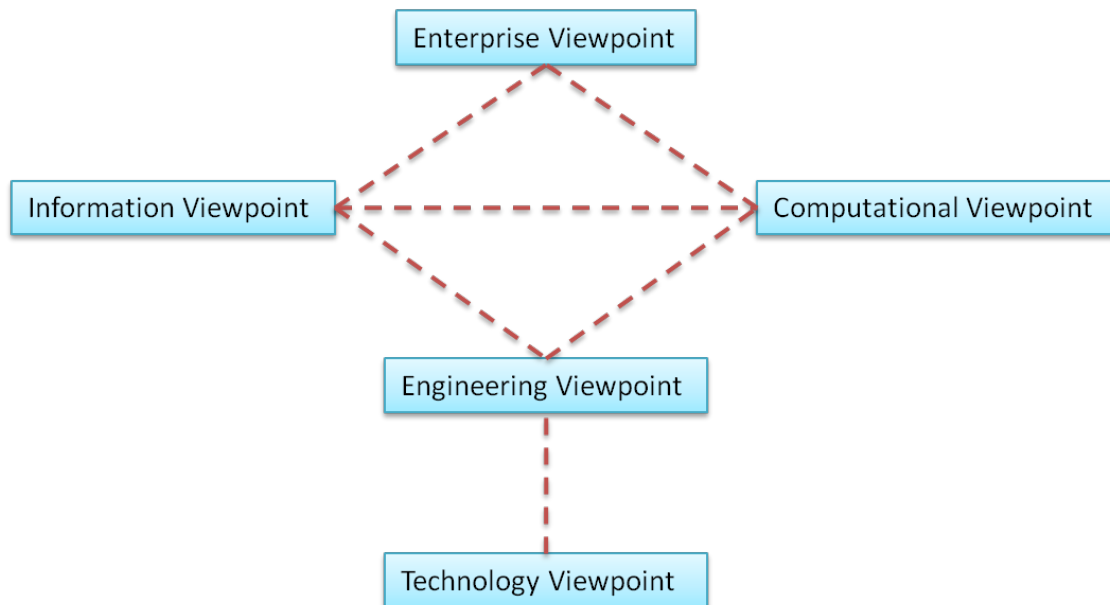 Enterprise Viewpoint
Information Viewpoint
Computational Viewpoint
Engineering Viewpoint
Technology Viewpoint